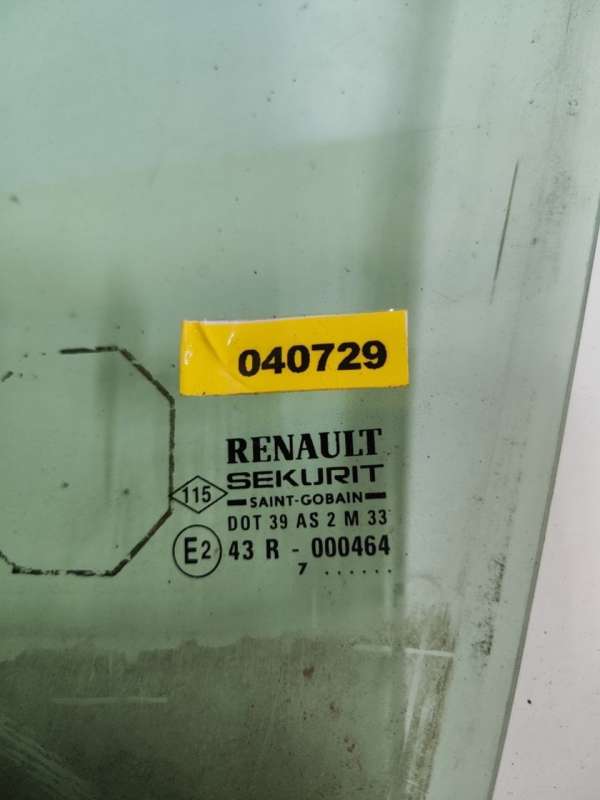 040729
RENAULT
SEKURIT
115
SAINT-GOBAIN
DOT 39 AS 2 M 33
E2 43 R - 000464
7 ......